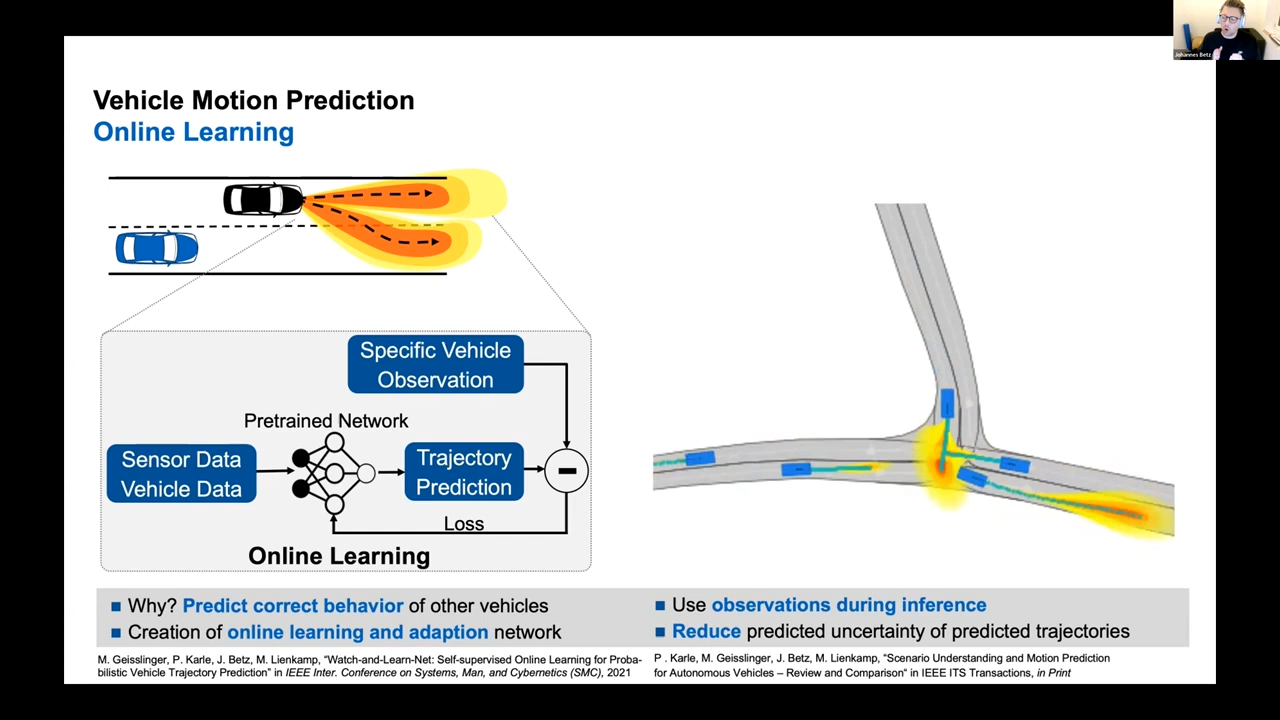 Johannes Betz
Vehicle Motion Prediction
Online Learning
Specific Vehicle
Observation
Pretrained Network
Sensor Data
Vehicle Data
Trajectory
Prediction
Loss
Online Learning
■ Why? Predict correct behavior of other vehicles
■ Creation of online learning and adaption network
■ Use observations during inference
■ Reduce predicted uncertainty of predicted trajectories
M. Geisslinger, P. Karle, J. Betz, M. Lienkamp, “Watch-and-Learn-Net: Self-supervised Online Learning for Proba-
bilistic Vehicle Trajectory Prediction" in IEEE Inter. Conference on Systems, Man, and Cybernetics (SMC), 2021
P . Karle, M. Geisslinger, J. Betz, M. Lienkamp, “Scenario Understanding and Motion Prediction
for Autonomous Vehicles – Review and Comparison“ in IEEE ITS Transactions, in Print